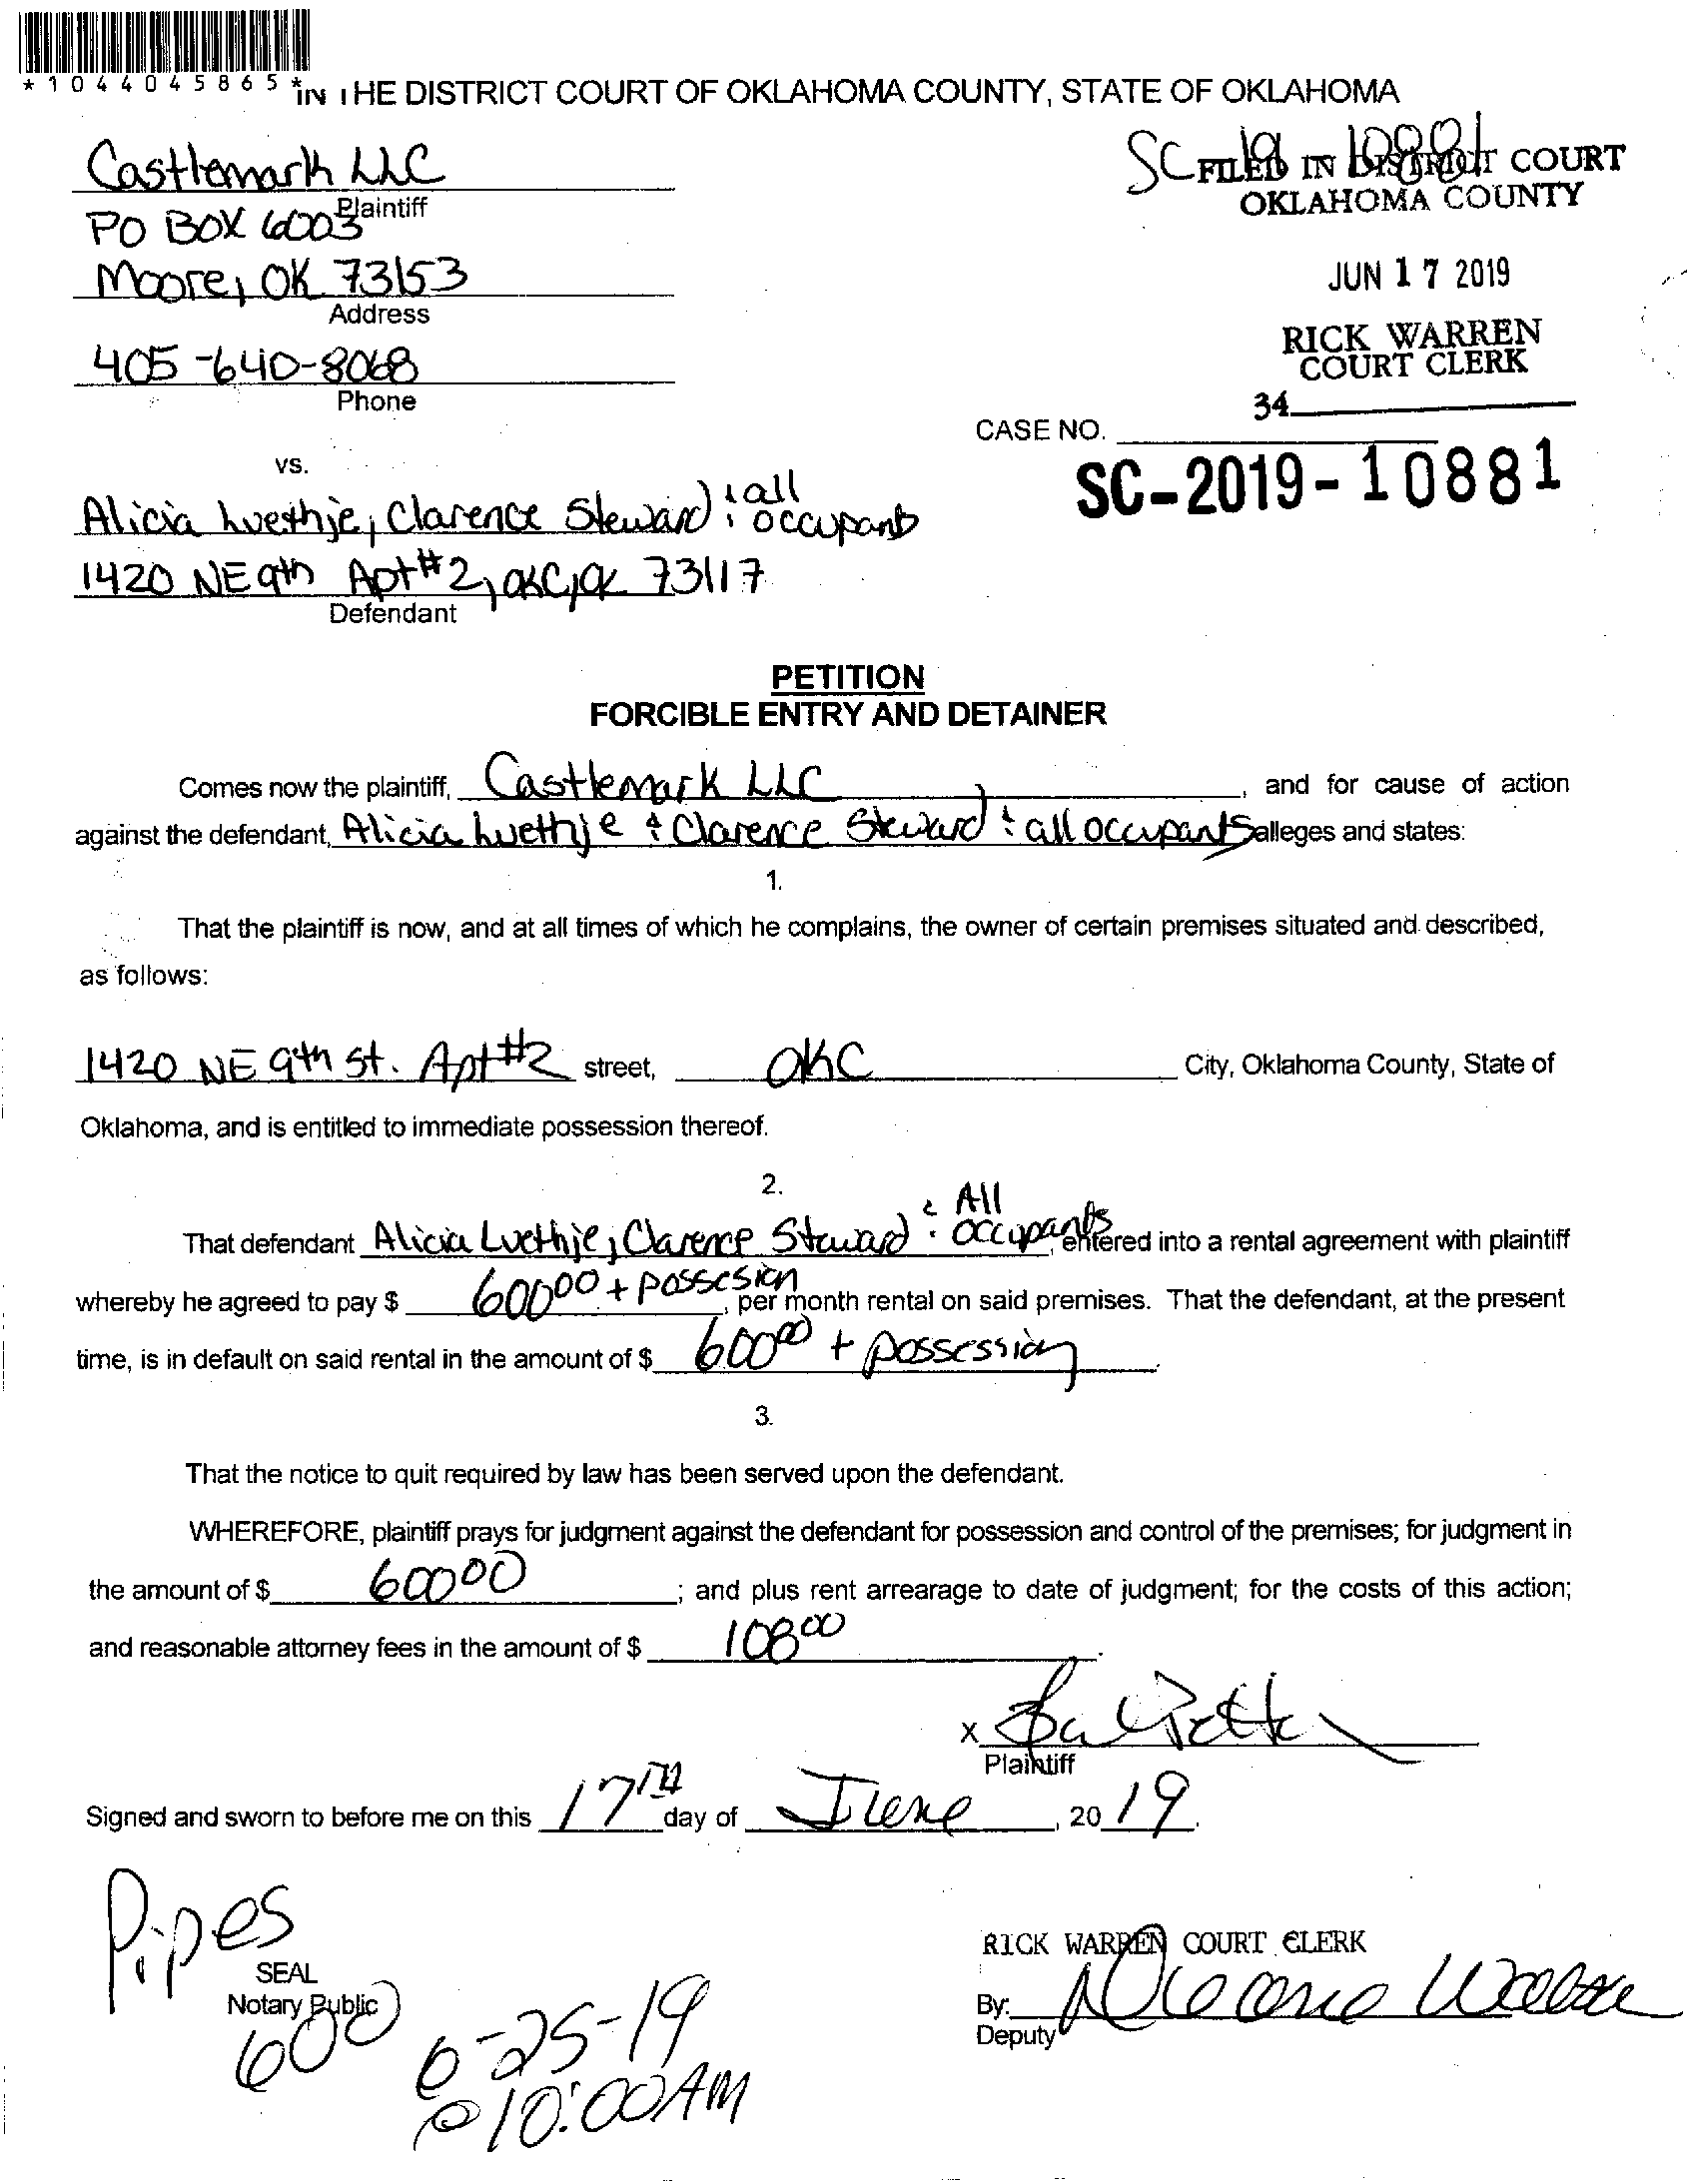 *1044045865*
IN THE DISTRICT COURT OF OKLAHOMA COUNTY, STATE OF OKLAHOMA
Castlemark LLC
Plaintiff
PO BOX 6003
Moore, OK 73153
Address
405-640-8068
Phone
SC-19-10881
FILED IN DISTRICT COURT
OKLAHOMA COUNTY
JUN 17 2019
RICK WARREN
COURT CLERK
34
CASE NO.
SC-2019-10881
vs.
Alicia Luethje, Clarence Steward & all occupants
1420 NE 9th Apt #2, OKC, OK 73117
Defendant
PETITION
FORCIBLE ENTRY AND DETAINER
Comes now the plaintiff, Castlemark LLC, and for cause of action
against the defendant, Alicia Luethje & Clarence Steward & all occupants alleges and states:
1.
That the plaintiff is now, and at all times of which he complains, the owner of certain premises situated and described,
as follows:
1420 NE 9th St. Apt #2 street, OKC City, Oklahoma County, State of
Oklahoma, and is entitled to immediate possession thereof.
2.
That defendant Alicia Luethje, Clarence Steward & All occupants, entered into a rental agreement with plaintiff
whereby he agreed to pay $ 600.00 + possesion, per month rental on said premises. That the defendant, at the present
time, is in default on said rental in the amount of $ 600.00 + possession.
3.
That the notice to quit required by law has been served upon the defendant.
WHEREFORE, plaintiff prays for judgment against the defendant for possession and control of the premises; for judgment in
the amount of $ 600.00; and plus rent arrearage to date of judgment; for the costs of this action;
and reasonable attorney fees in the amount of $ 108.00.
X
Plaintiff
Signed and sworn to before me on this 17TH day of June, 20 19.
Pipes
SEAL
Notary Public
600
6-25-19
@ 10:00AM
RICK WARREN COURT CLERK
By:
Deputy